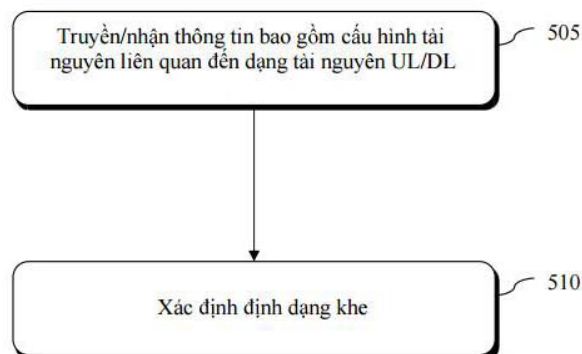 Truyền/nhận thông tin bao gồm cấu hình tài
nguyên liên quan đến dạng tài nguyên UL/DL
505
Xác định định dạng khe
510